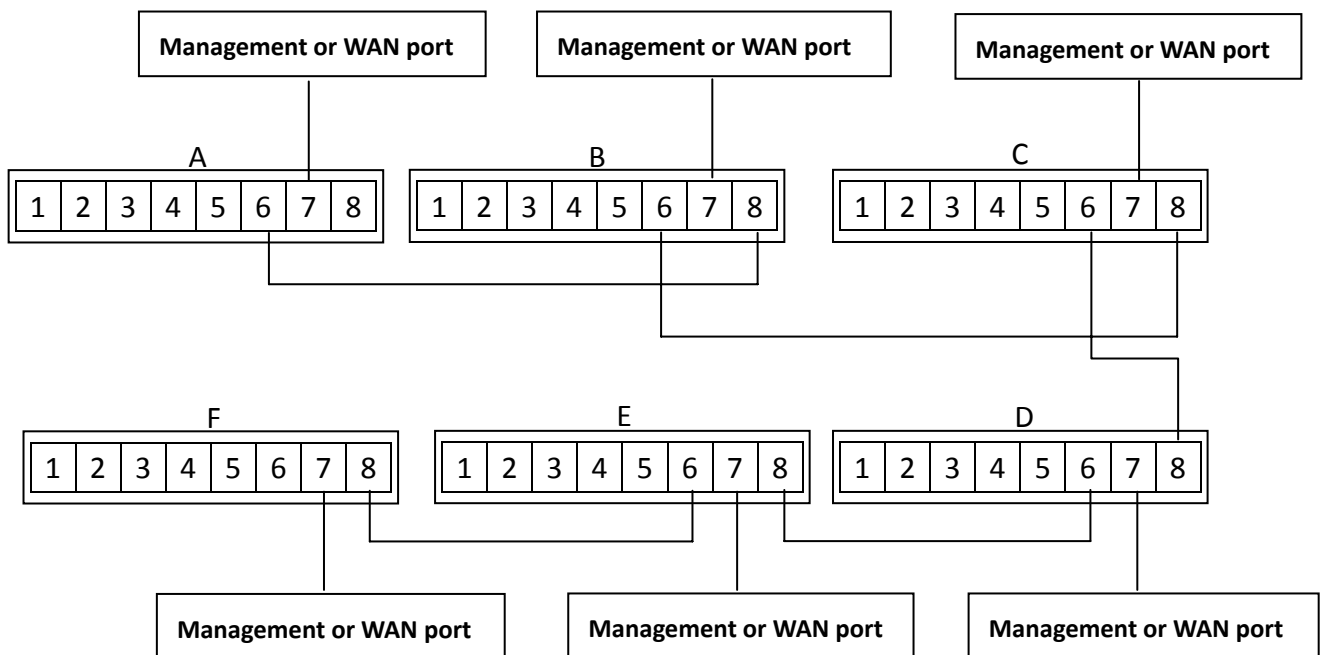 Management or WAN port Management or WAN port Management or WAN port
A B C
1 2 3 4 5 6 7 8 1 2 3 4 5 6 7 8 1 2 3 4 5 6 7 8
F E D
1 2 3 4 5 6 7 8 1 2 3 4 5 6 7 8 1 2 3 4 5 6 7 8
Management or WAN port Management or WAN port Management or WAN port